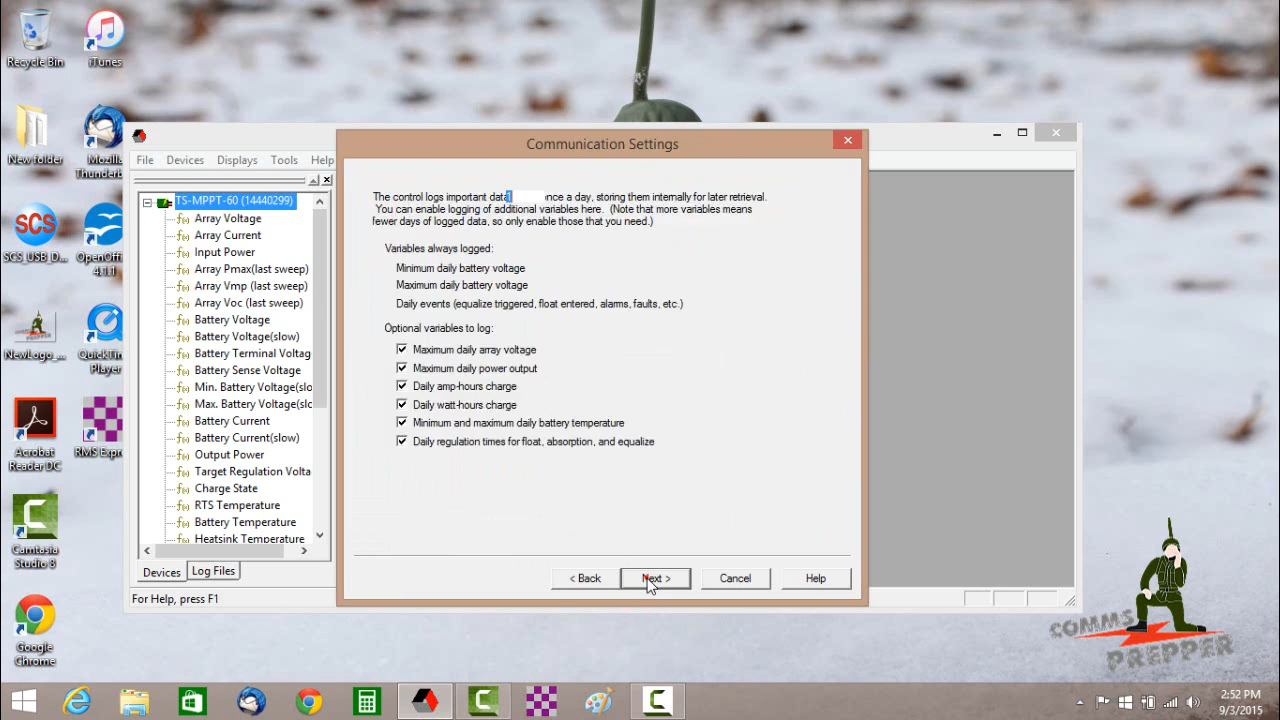 Recycle Bin
iTunes
New folder
Mozilla
Thunderbird
SCS_USB_D...
OpenOffice
4.1.1
NewLogo_...
QuickTime
Player
Acrobat
Reader DC
RMS Expr
Camtasia
Studio 8
Google
Chrome
File Devices Displays Tools Help
TS-MPPT-60 (14440299)
Array Voltage
Array Current
Input Power
Array Pmax(last sweep)
Array Vmp (last sweep)
Array Voc (last sweep)
Battery Voltage
Battery Voltage(slow)
Battery Terminal Voltag
Battery Sense Voltage
Min. Battery Voltage(slo
Max. Battery Voltage(slo
Battery Current
Battery Current(slow)
Output Power
Target Regulation Volta
Charge State
RTS Temperature
Battery Temperature
Heatsink Temperature
Devices
Log Files
For Help, press F1
Communication Settings
The control logs important data nce a day, storing them internally for later retrieval.
You can enable logging of additional variables here. (Note that more variables means
fewer days of logged data, so only enable those that you need.)
Variables always logged:
Minimum daily battery voltage
Maximum daily battery voltage
Daily events (equalize triggered, float entered, alarms, faults, etc.)
Optional variables to log:
Maximum daily array voltage
Maximum daily power output
Daily amp-hours charge
Daily watt-hours charge
Minimum and maximum daily battery temperature
Daily regulation times for float, absorption, and equalize
< Back
Next >
Cancel
Help
COMMS
PREPPER
2:52 PM
9/3/2015